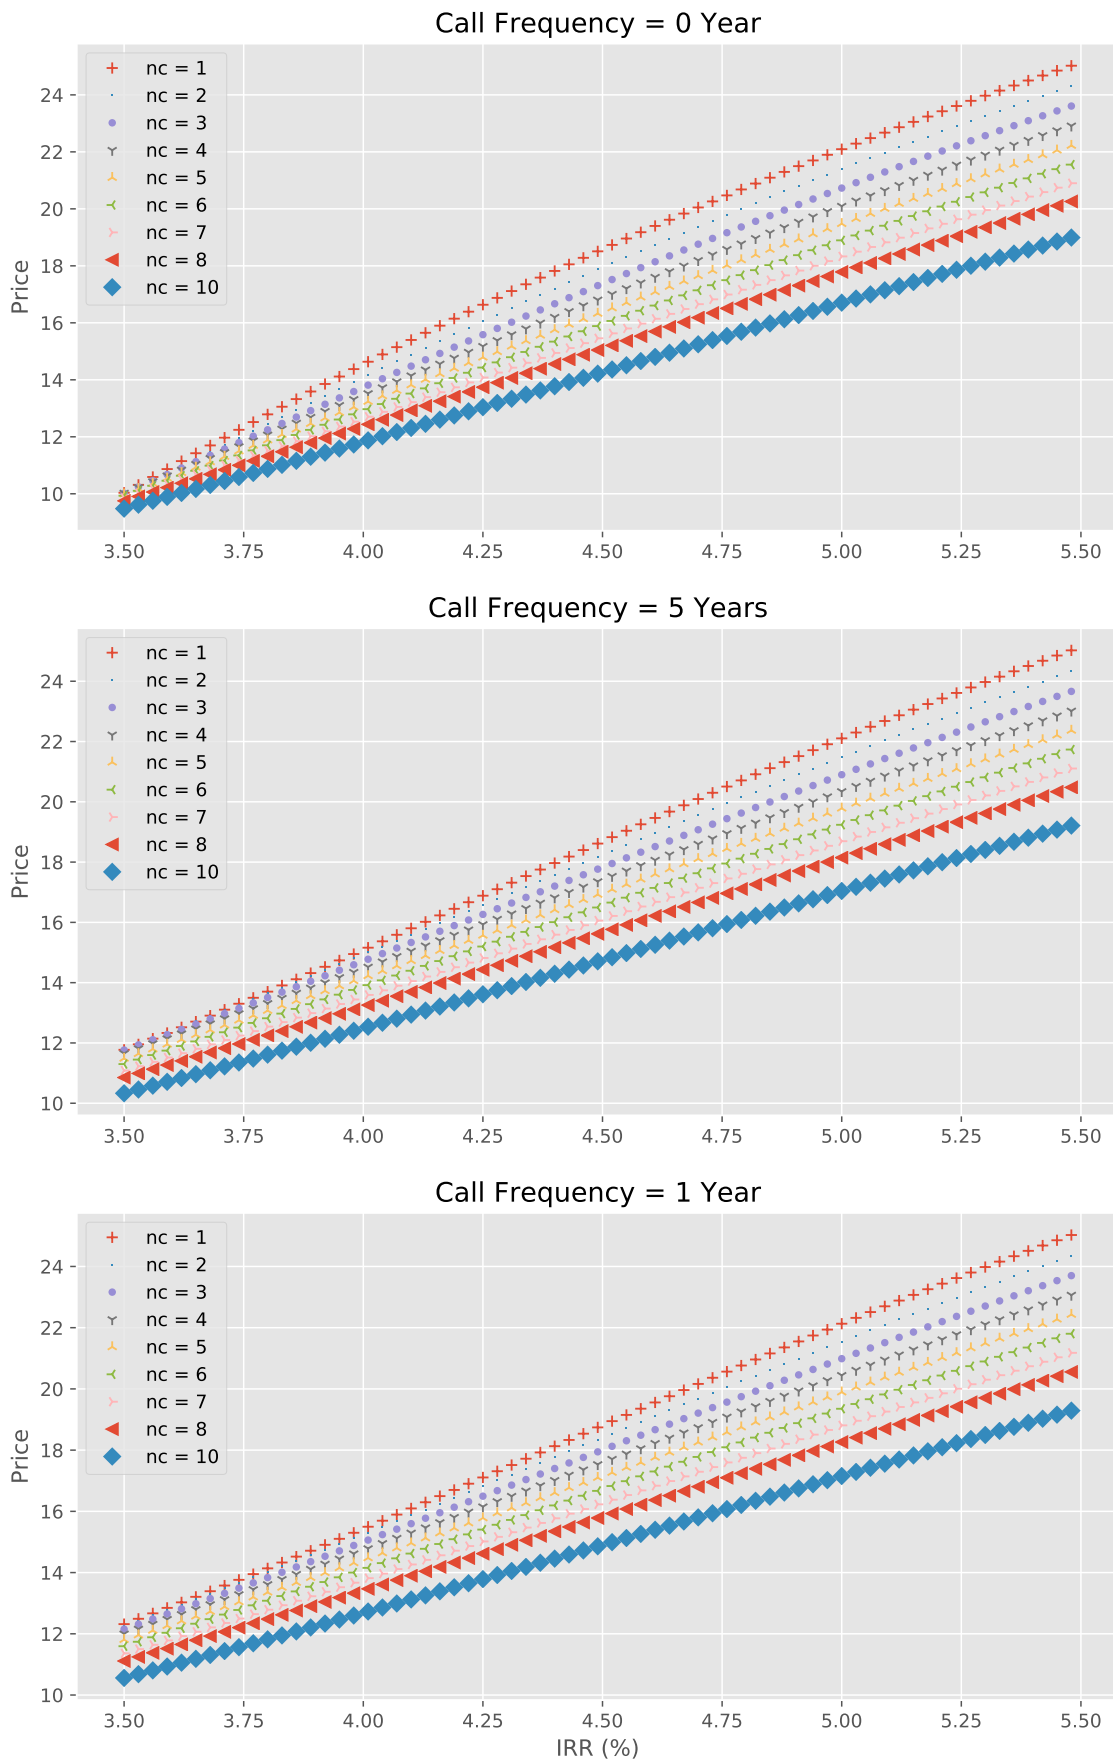 Call Frequency = 0 Year
nc = 1
nc = 2
nc = 3
nc = 4
nc = 5
nc = 6
nc = 7
nc = 8
nc = 10
Price
24
22
20
18
16
14
12
10
3.50 3.75 4.00 4.25 4.50 4.75 5.00 5.25 5.50
Call Frequency = 5 Years
nc = 1
nc = 2
nc = 3
nc = 4
nc = 5
nc = 6
nc = 7
nc = 8
nc = 10
Price
24
22
20
18
16
14
12
10
3.50 3.75 4.00 4.25 4.50 4.75 5.00 5.25 5.50
Call Frequency = 1 Year
nc = 1
nc = 2
nc = 3
nc = 4
nc = 5
nc = 6
nc = 7
nc = 8
nc = 10
Price
24
22
20
18
16
14
12
10
3.50 3.75 4.00 4.25 4.50 4.75 5.00 5.25 5.50
IRR (%)